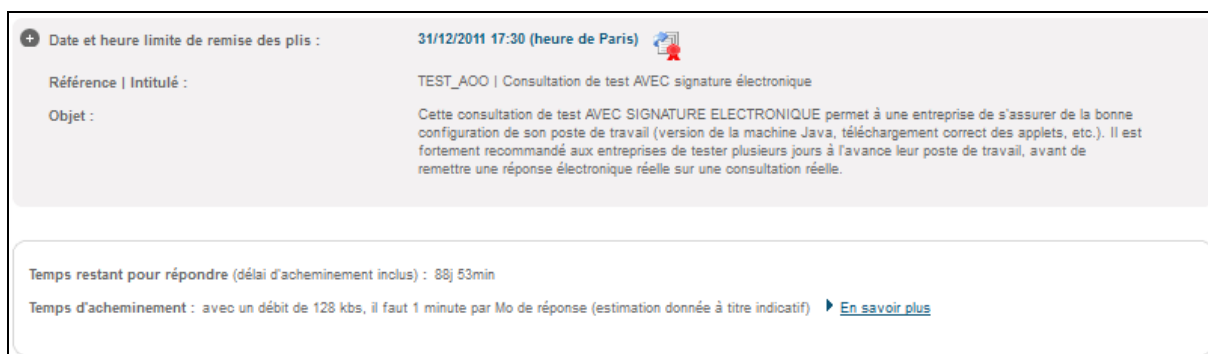 Date et heure limite de remise des plis : 31/12/2011 17:30 (heure de Paris)
Référence | Intitulé : TEST_AOO | Consultation de test AVEC signature électronique
Objet : Cette consultation de test AVEC SIGNATURE ELECTRONIQUE permet à une entreprise de s'assurer de la bonne
configuration de son poste de travail (version de la machine Java, téléchargement correct des applets, etc.). Il est
fortement recommandé aux entreprises de tester plusieurs jours à l'avance leur poste de travail, avant de
remettre une réponse électronique réelle sur une consultation réelle.
Temps restant pour répondre (délai d'acheminement inclus) : 88j 53min
Temps d'acheminement : avec un débit de 128 kbs, il faut 1 minute par Mo de réponse (estimation donnée à titre indicatif) En savoir plus